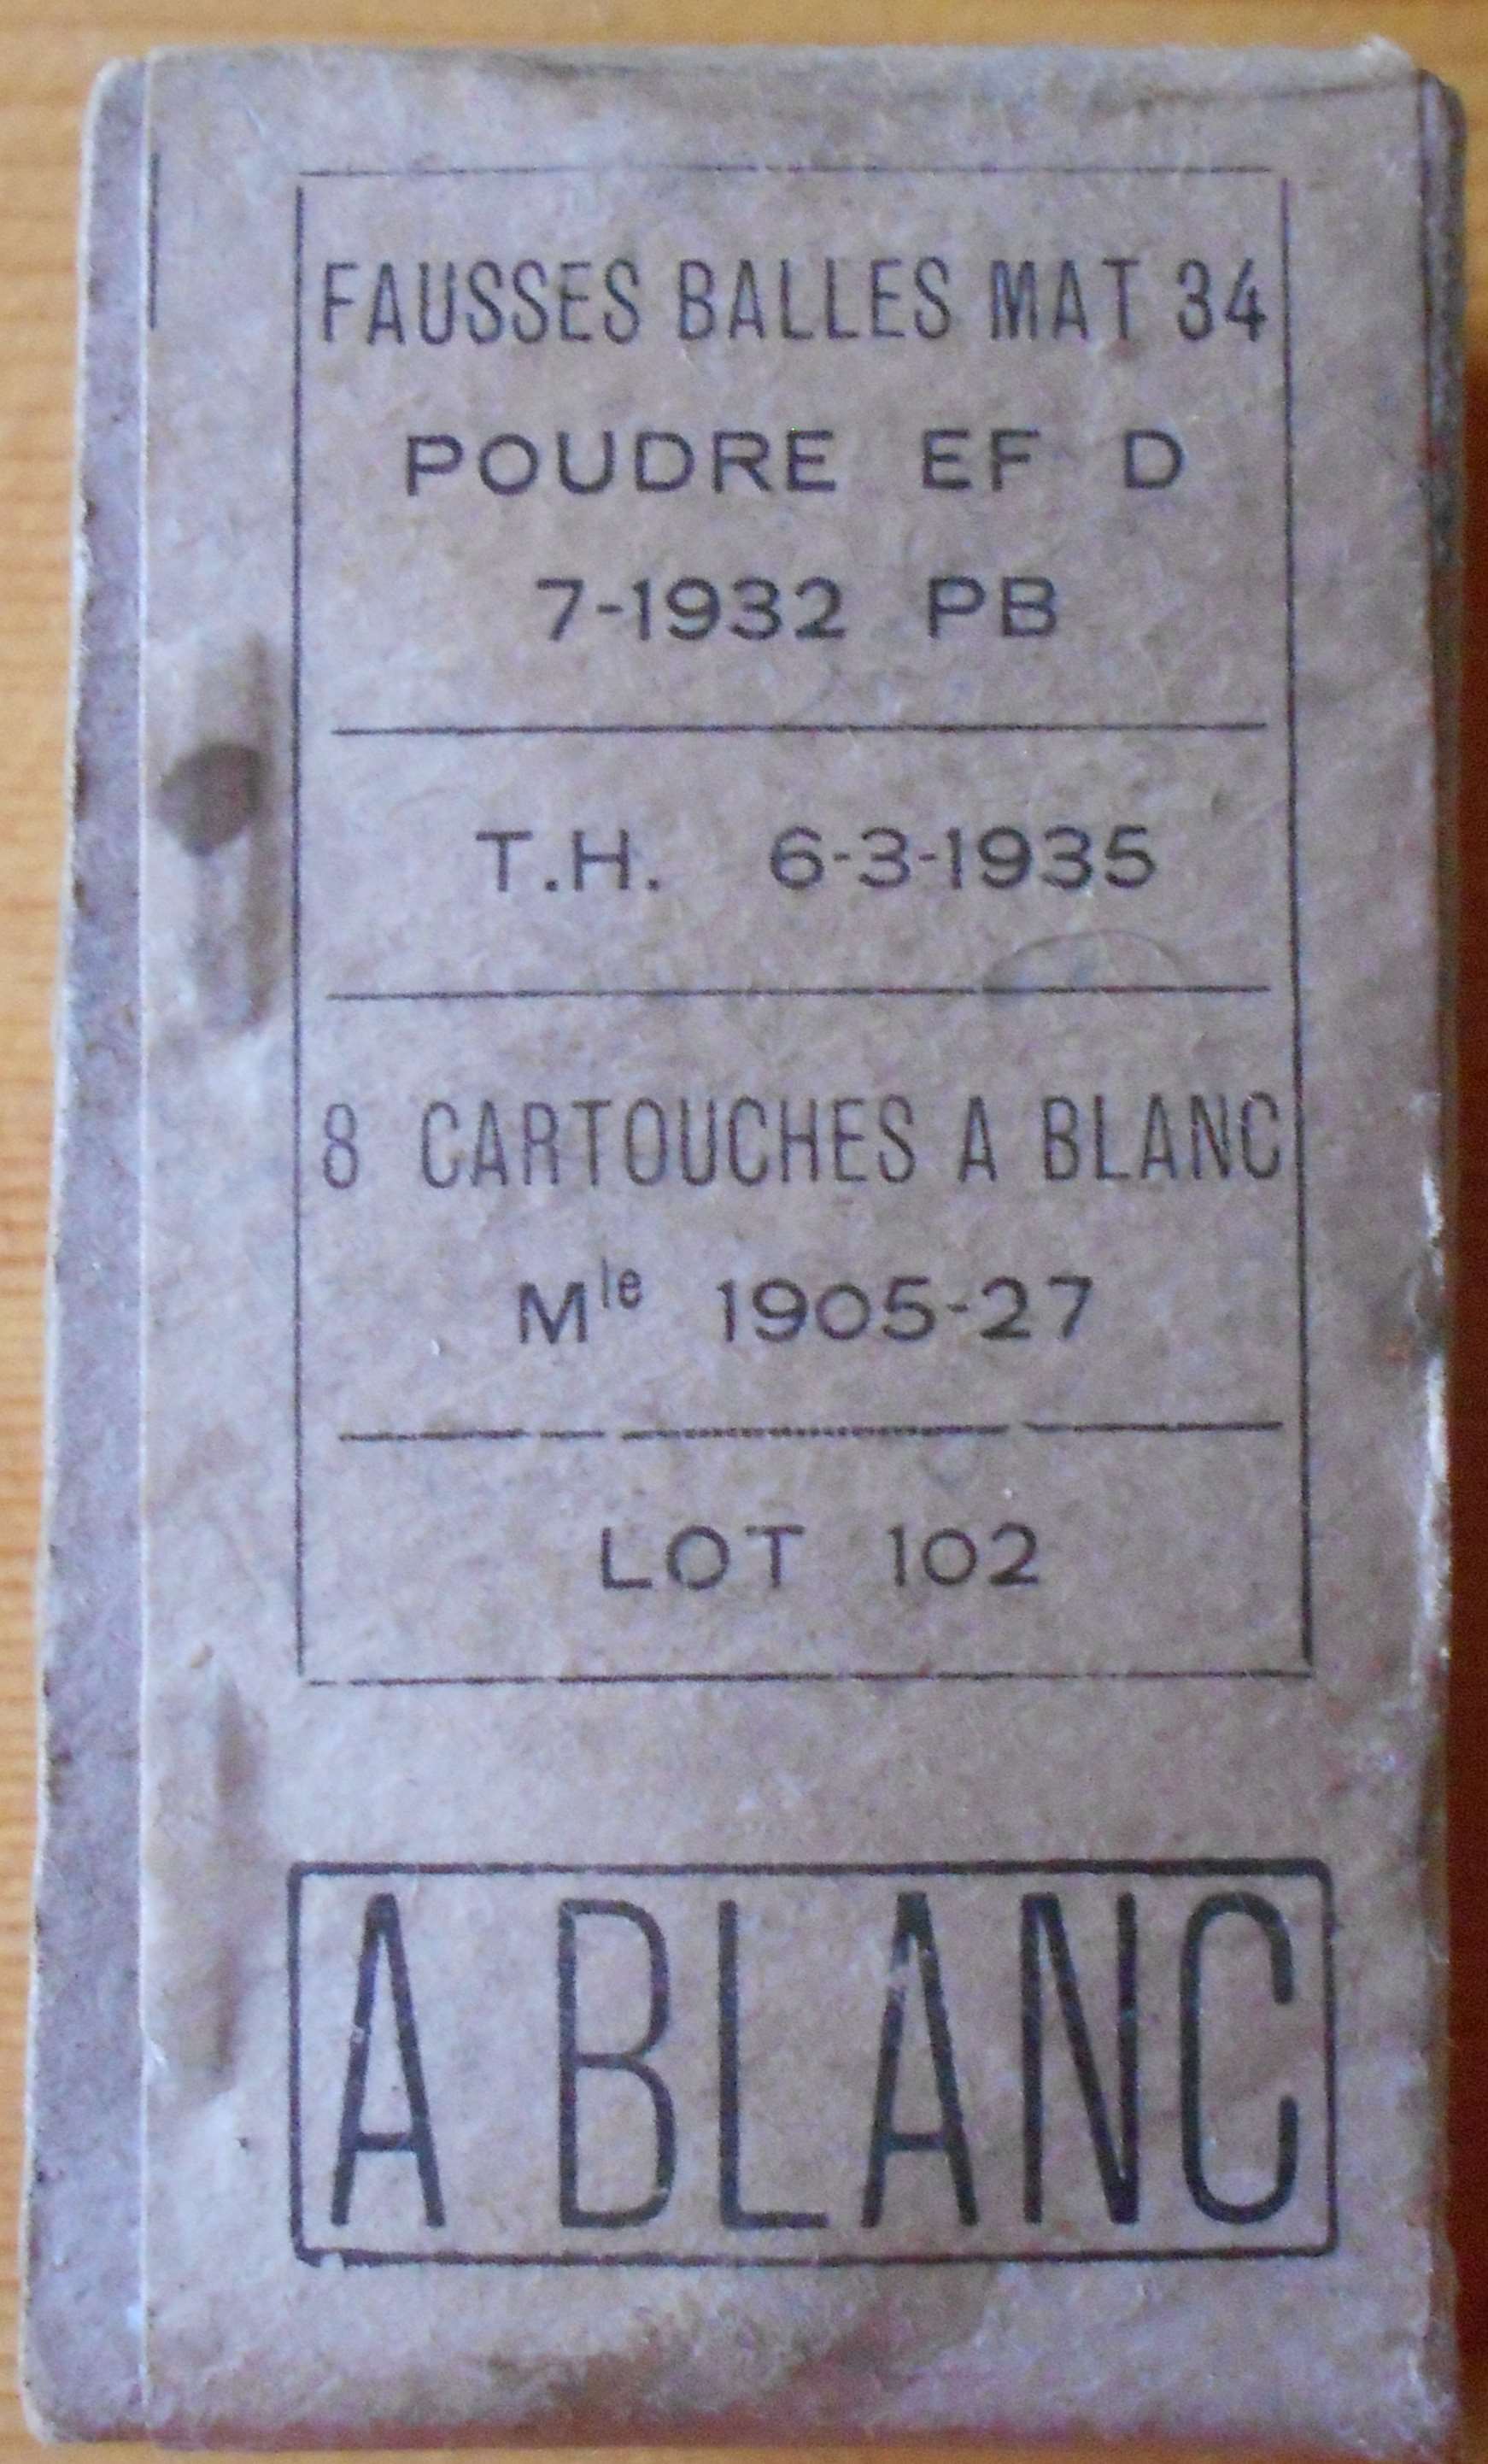 FAUSSES BALLES MAT 34
POUDRE EF D
7-1932 PB
T.H. 6-3-1935
8 CARTOUCHES A BLANC
Mle 1905-27
LOT 102
A BLANC